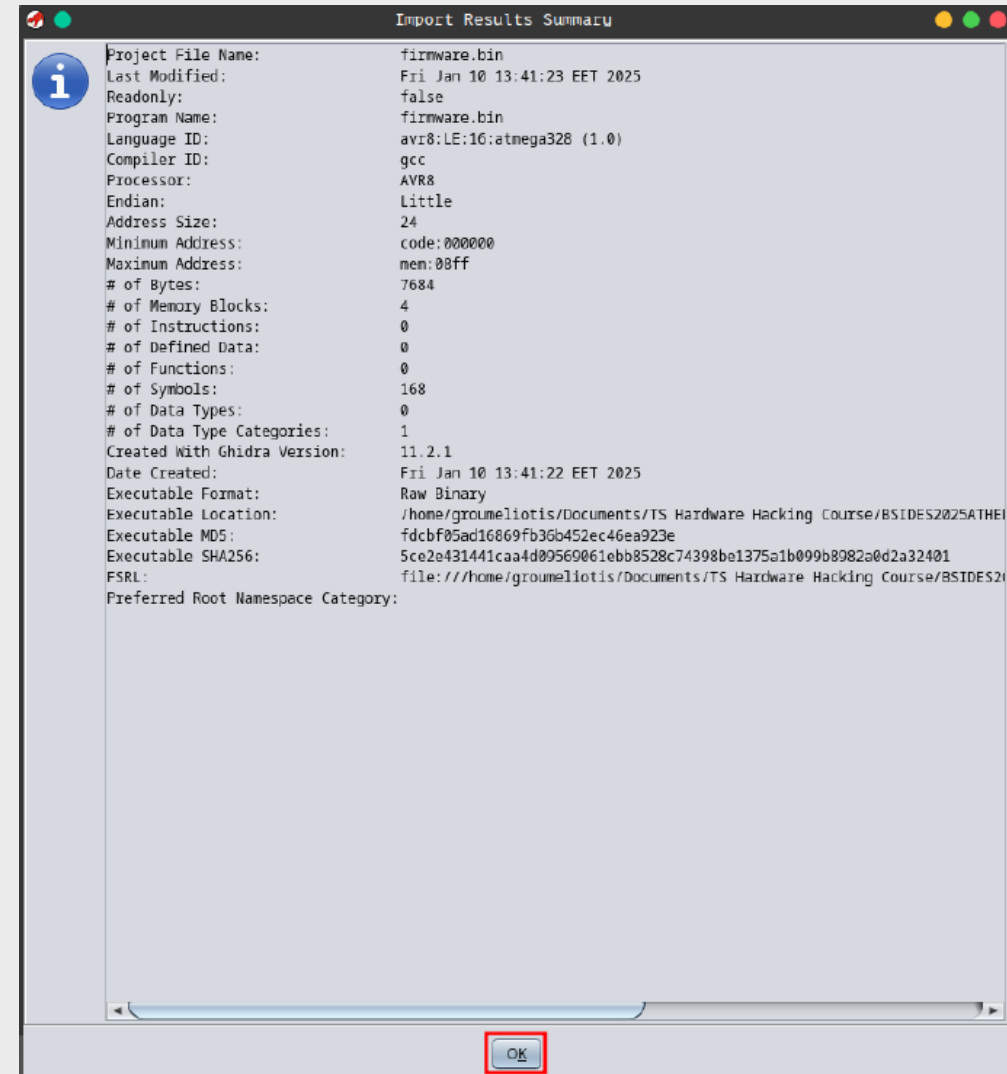 Import Results Summary
Project File Name: firmware.bin
Last Modified: Fri Jan 10 13:41:23 EET 2025
Readonly: false
Program Name: firmware.bin
Language ID: avr8:LE:16:atmega328 (1.0)
Compiler ID: gcc
Processor: AVR8
Endian: Little
Address Size: 24
Minimum Address: code:000000
Maximum Address: mem:08ff
# of Bytes: 7684
# of Memory Blocks: 4
# of Instructions: 0
# of Defined Data: 0
# of Functions: 0
# of Symbols: 168
# of Data Types: 0
# of Data Type Categories: 1
Created With Ghidra Version: 11.2.1
Date Created: Fri Jan 10 13:41:22 EET 2025
Executable Format: Raw Binary
Executable Location: /home/groumeliotis/Documents/TS Hardware Hacking Course/BSIDES2025ATHE
Executable MD5: fdcbf05ad16869fb36b452ec46ea923e
Executable SHA256: 5ce2e431441caa4d09569061ebb8528c74398be1375a1b099b8982a0d2a32401
FSRL: file:///home/groumeliotis/Documents/TS Hardware Hacking Course/BSIDES2
Preferred Root Namespace Category:
OK